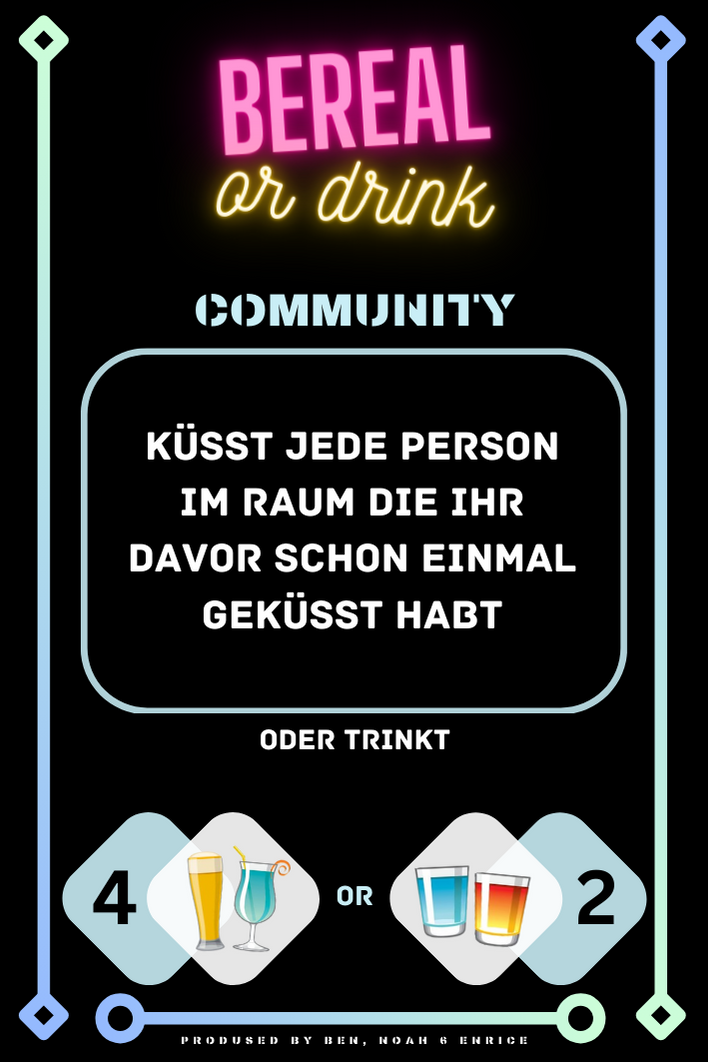 BEREAL
or drink
COMMUNITY
KÜSST JEDE PERSON
IM RAUM DIE IHR
DAVOR SCHON EINMAL
GEKÜSST HABT
ODER TRINKT
4 OR 2
PRODUSED BY BEN, NOAH & ENRICE